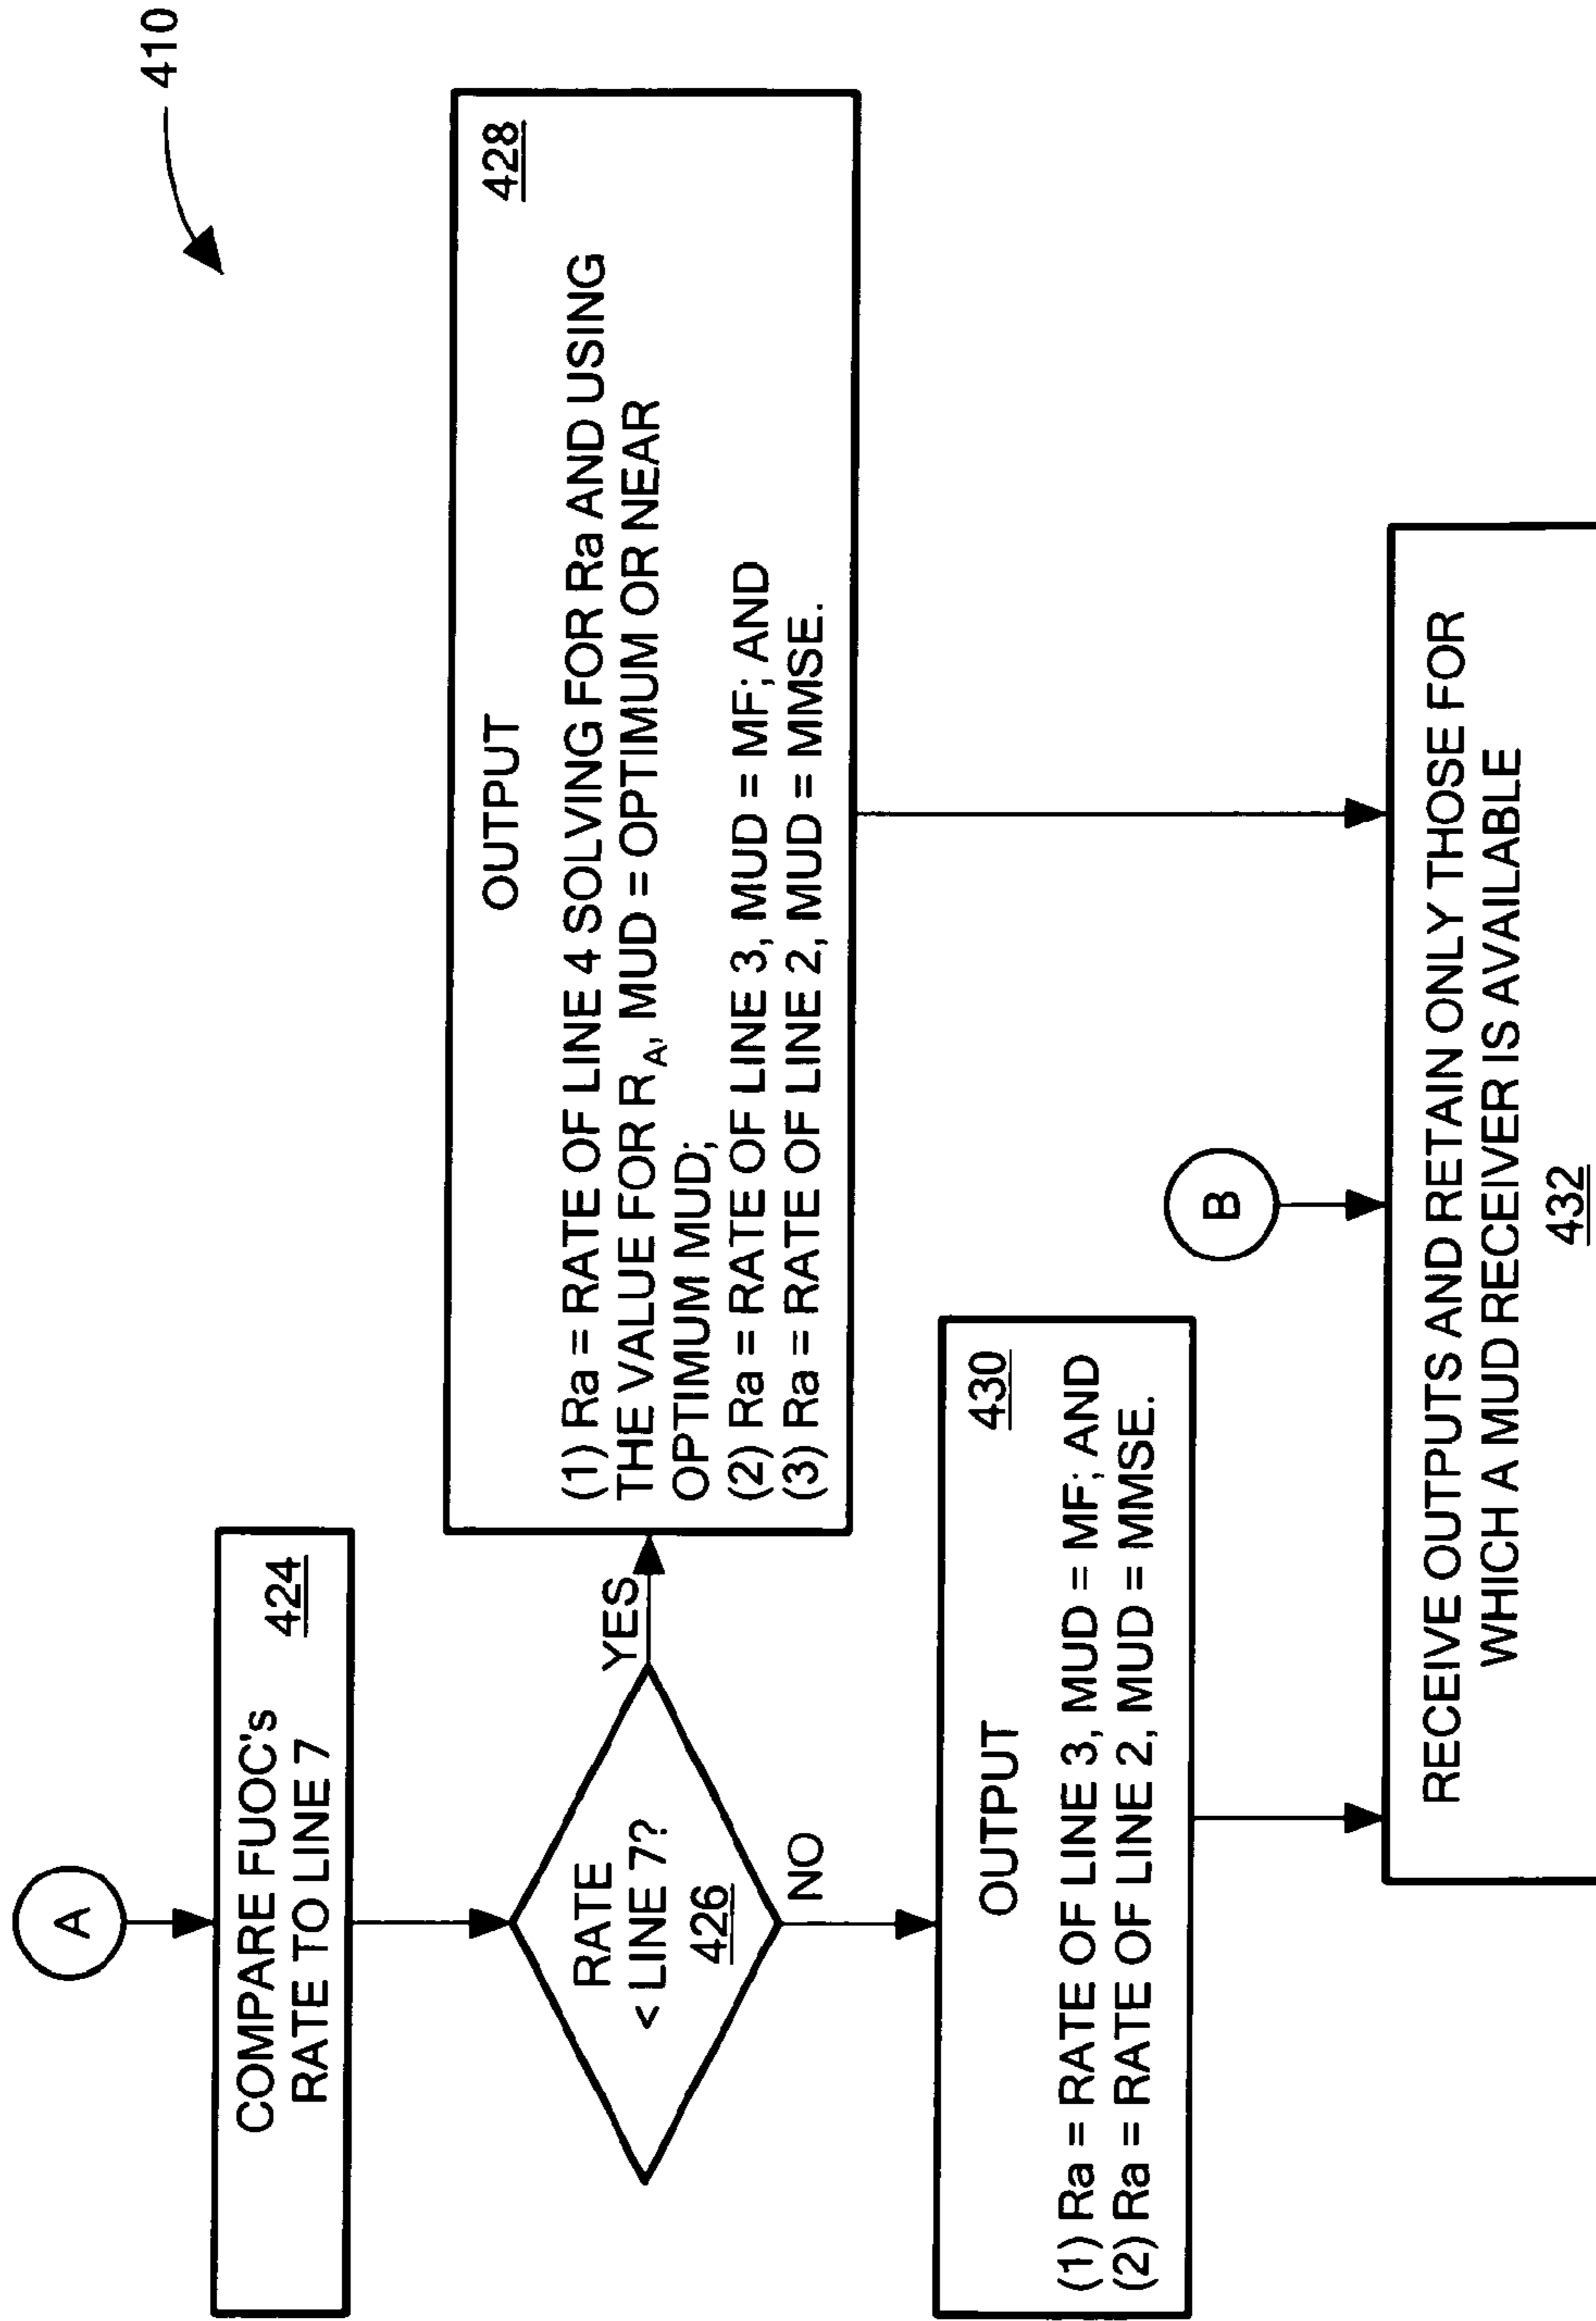 410
A
COMPARE FUOC's
RATE TO LINE 7
424
RATE
< LINE 7?
426
YES
NO
OUTPUT
428
(1) Ra = RATE OF LINE 4 SOLVING FOR Ra AND USING
THE VALUE FOR RA, MUD = OPTIMUM OR NEAR
OPTIMUM MUD;
(2) Ra = RATE OF LINE 3, MUD = MF; AND
(3) Ra = RATE OF LINE 2, MUD = MMSE.
OUTPUT
430
(1) Ra = RATE OF LINE 3, MUD = MF; AND
(2) Ra = RATE OF LINE 2, MUD = MMSE.
B
RECEIVE OUTPUTS AND RETAIN ONLY THOSE FOR
WHICH A MUD RECEIVER IS AVAILABLE
432